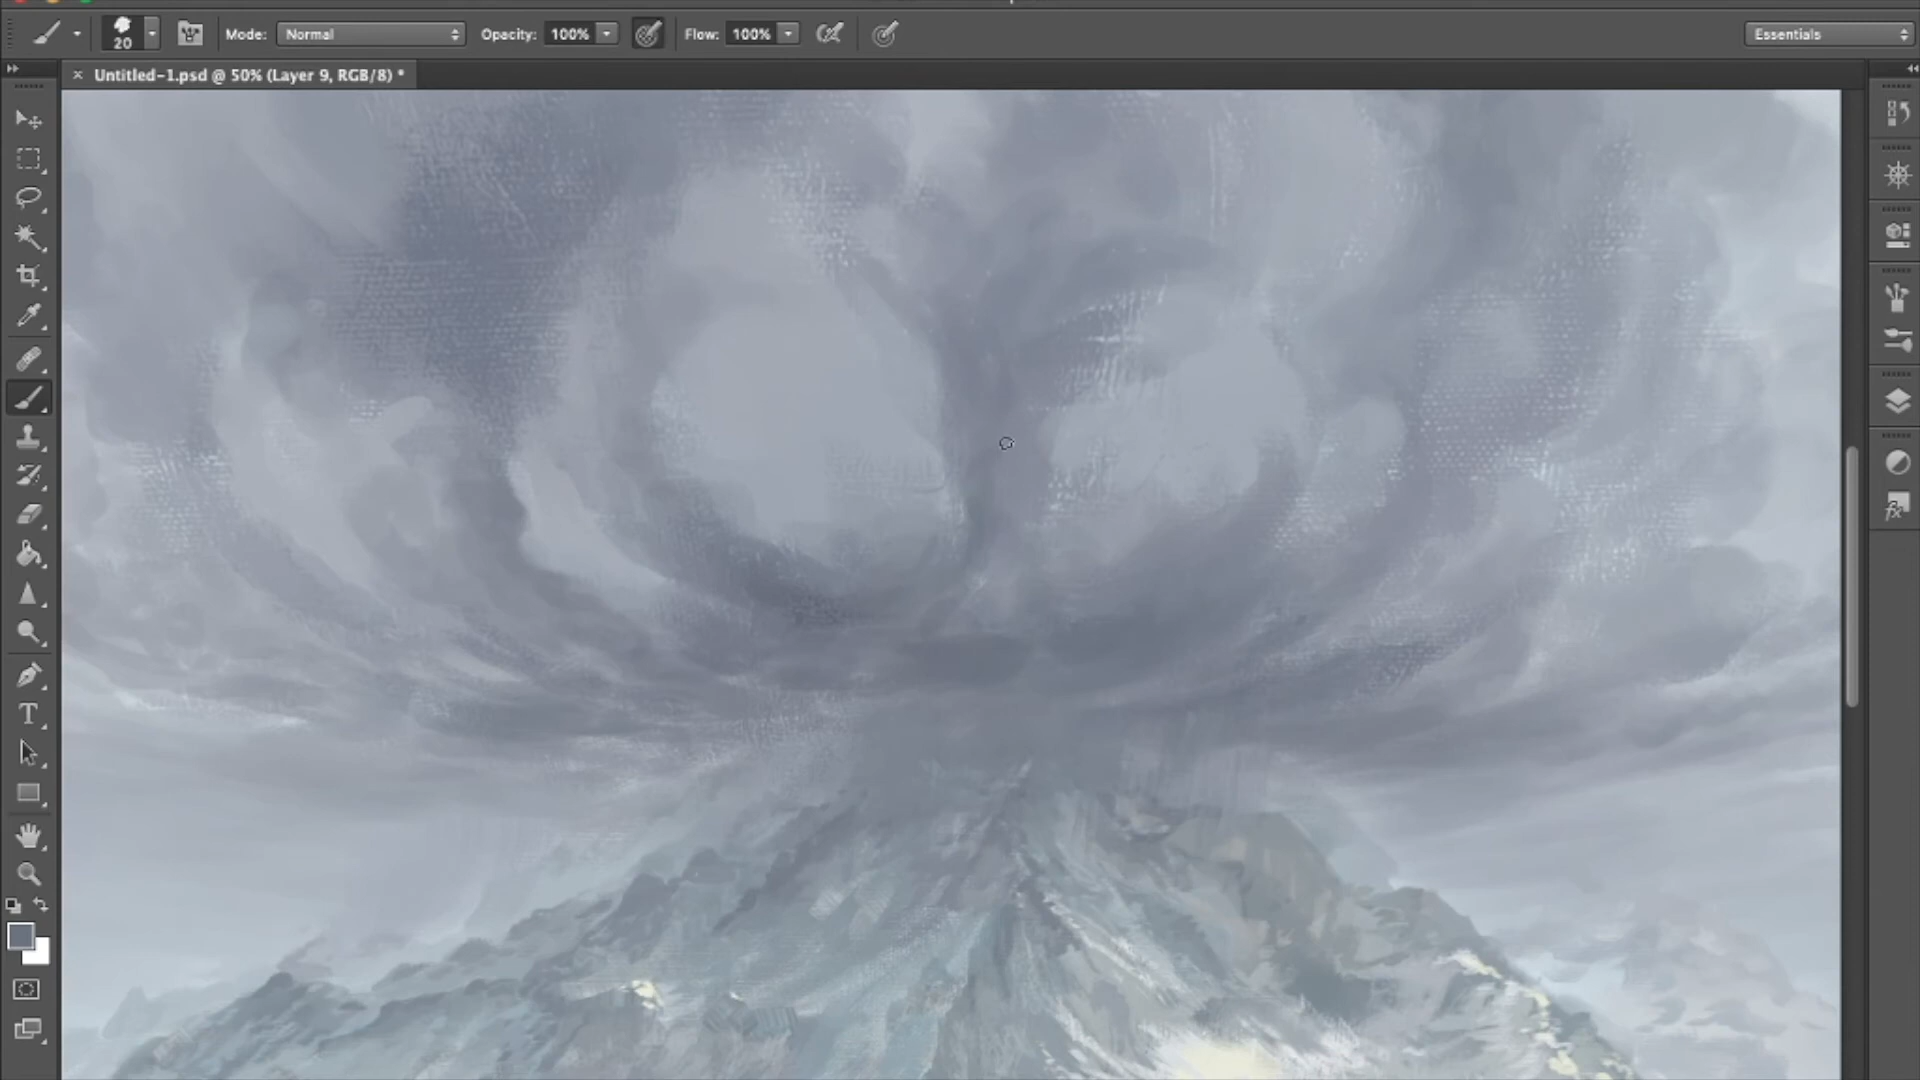 20
Mode: Normal
Opacity: 100%
Flow: 100%
Essentials
Untitled-1.psd @ 50% (Layer 9, RGB/8) *